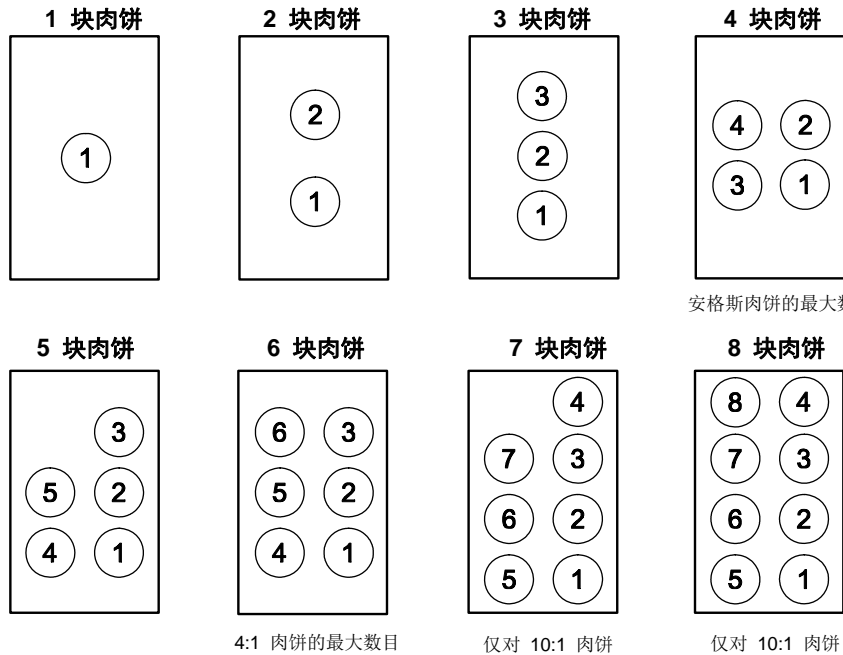 1 块肉饼
2 块肉饼
3 块肉饼
4 块肉饼
1
2
1
3
2
1
4 2
3 1
安格斯肉饼的最大
5 块肉饼
6 块肉饼
7 块肉饼
8 块肉饼
3
5 2
4 1
6 3
5 2
4 1
4
7 3
6 2
5 1
8 4
7 3
6 2
5 1
4:1 肉饼的最大数目
仅对 10:1 肉饼
仅对 10:1 肉饼